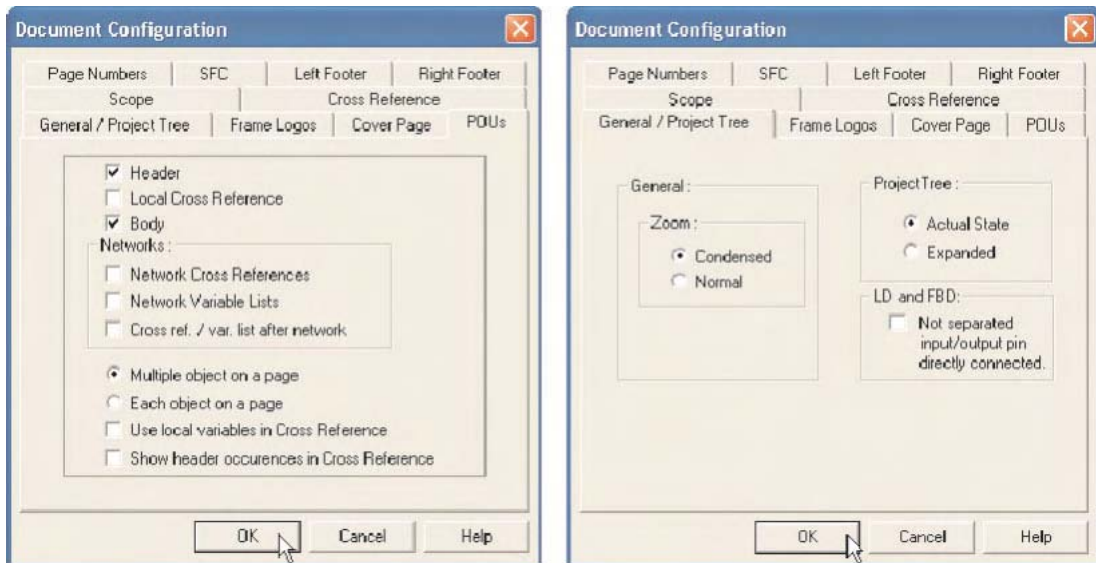 Document Configuration
Page Numbers SFC Left Footer Right Footer
Scope Cross Reference
General / Project Tree Frame Logos Cover Page POUs
Header
Local Cross Reference
Body
Networks :
Network Cross References
Network Variable Lists
Cross ref. / var. list after network
Multiple object on a page
Each object on a page
Use local variables in Cross Reference
Show header occurences in Cross Reference
OK Cancel Help
Document Configuration
Page Numbers SFC Left Footer Right Footer
Scope Cross Reference
General / Project Tree Frame Logos Cover Page POUs
General :
Zoom :
Condensed
Normal
Project Tree :
Actual State
Expanded
LD and FBD:
Not separated
input/output pin
directly connected.
OK Cancel Help